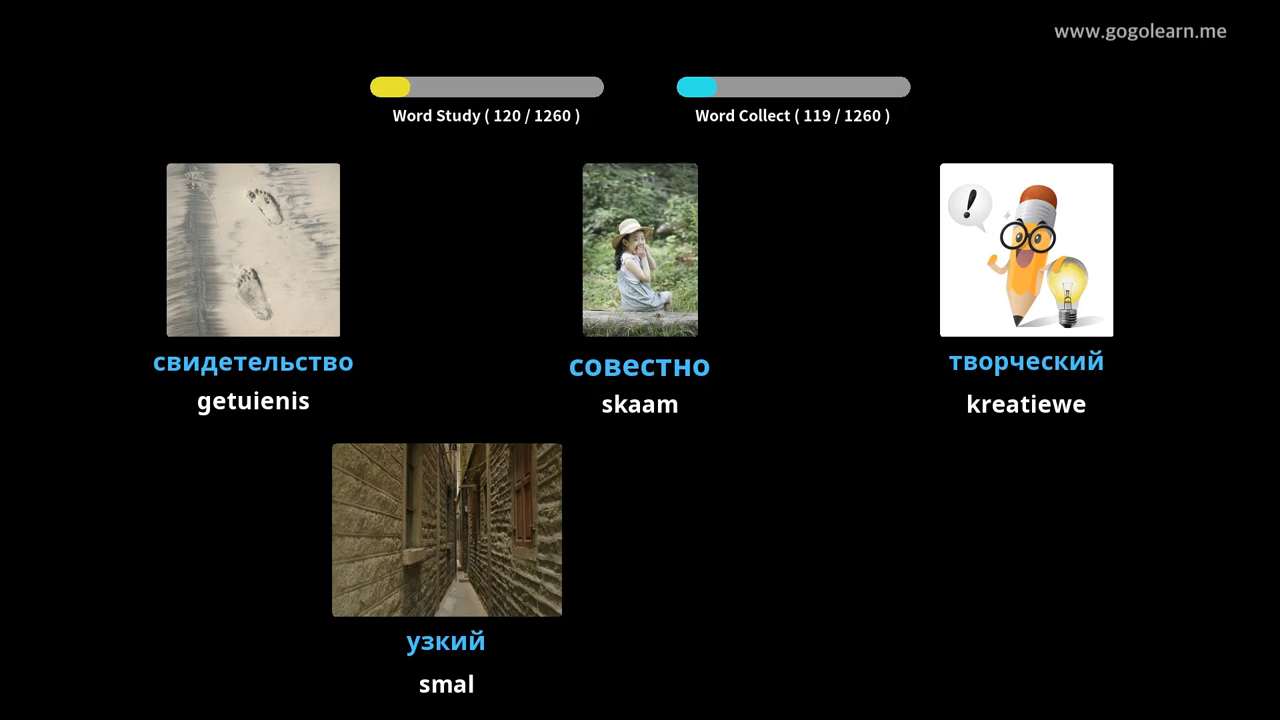 www.gogolearn.me
Word Study ( 120 / 1260 )
Word Collect ( 119 / 1260 )
свидетельство
getuienis
совестно
skaam
творческий
kreatiewe
!
узкий
smal